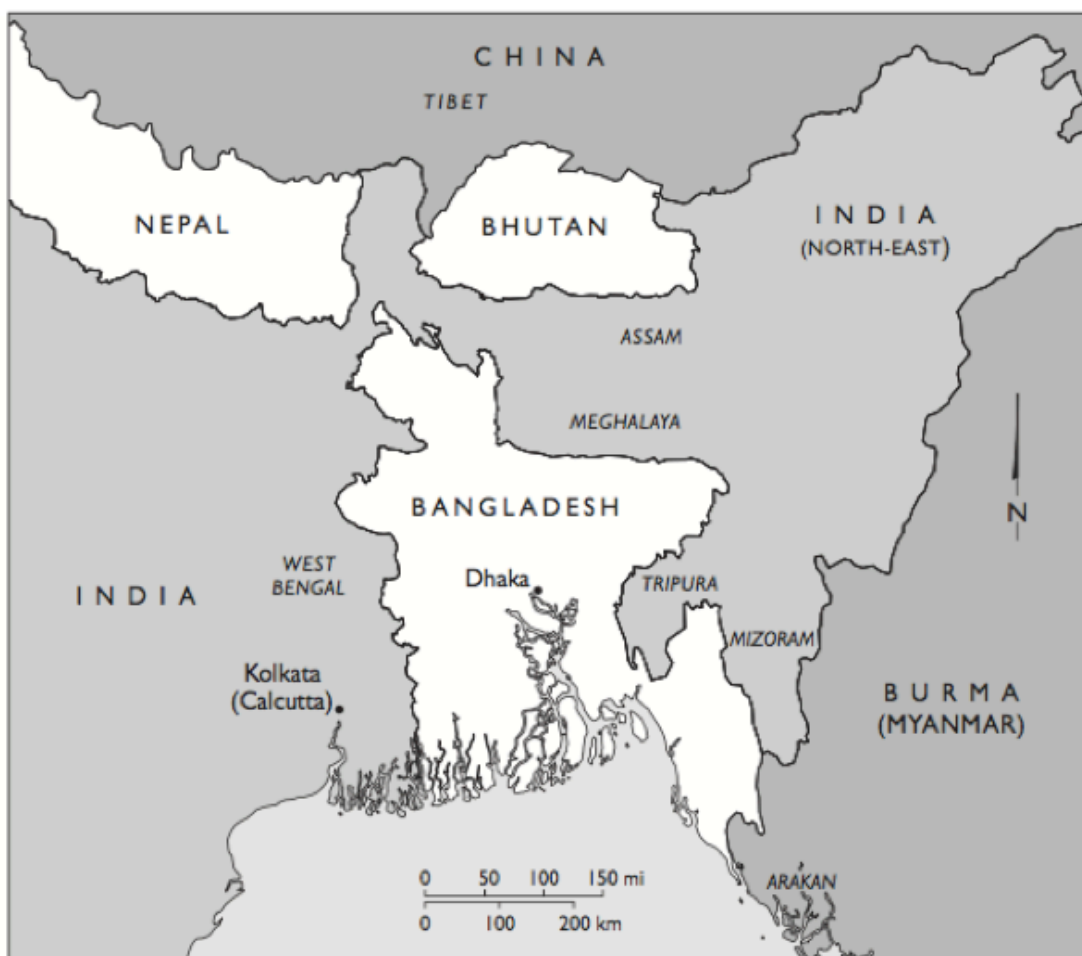 CHINA
TIBET
NEPAL
BHUTAN
INDIA
(NORTH-EAST)
ASSAM
MEGHALAYA
BANGLADESH
N
WEST
BENGAL
INDIA
Dhaka
TRIPURA
MIZORAM
Kolkata
(Calcutta)
BURMA
(MYANMAR)
ARAKAN
0 50 100 150 mi
0 100 200 km